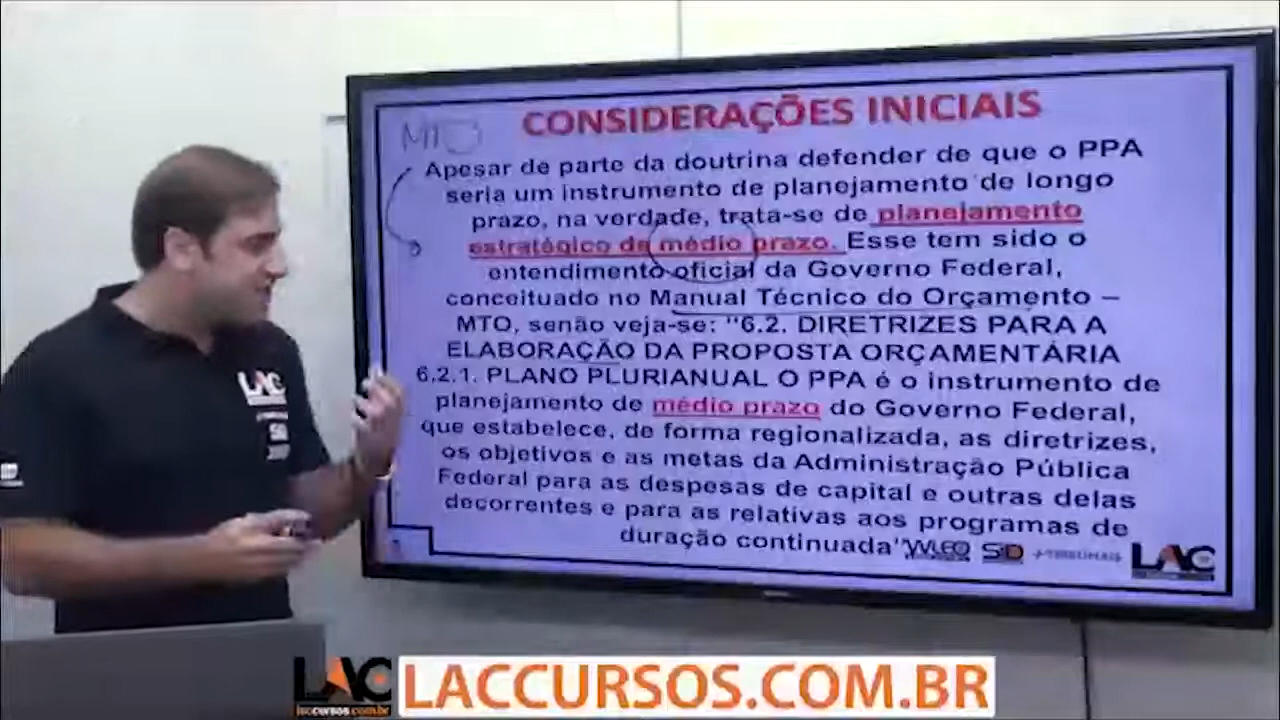 CONSIDERAÇÕES INICIAIS
MTO
Apesar de parte da doutrina defender de que o PPA
seria um instrumento de planejamento de longo
prazo, na verdade, trata-se de planejamento
estratégico de médio prazo. Esse tem sido o
entendimento oficial da Governo Federal,
conceituado no Manual Técnico do Orçamento –
MTO, senão veja-se: "6.2. DIRETRIZES PARA A
ELABORAÇÃO DA PROPOSTA ORÇAMENTÁRIA
6.2.1. PLANO PLURIANUAL O PPA é o instrumento de
planejamento de médio prazo do Governo Federal,
que estabelece, de forma regionalizada, as diretrizes,
os objetivos e as metas da Administração Pública
Federal para as despesas de capital e outras delas
decorrentes e para as relativas aos programas de
duração continuada"
LAC
LAC
LAC
laccursos.com.br
LACCURSOS.COM.BR